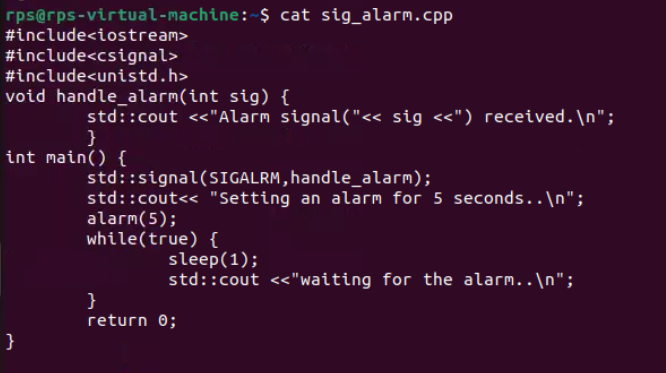 rps@rps-virtual-machine:~$ cat sig_alarm.cpp
#include<iostream>
#include<csignal>
#include<unistd.h>
void handle_alarm(int sig) {
        std::cout <<"Alarm signal("<< sig <<") received.\n";
        }
int main() {
        std::signal(SIGALRM,handle_alarm);
        std::cout<< "Setting an alarm for 5 seconds..\n";
        alarm(5);
        while(true) {
                sleep(1);
                std::cout <<"waiting for the alarm..\n";
        }
        return 0;
}